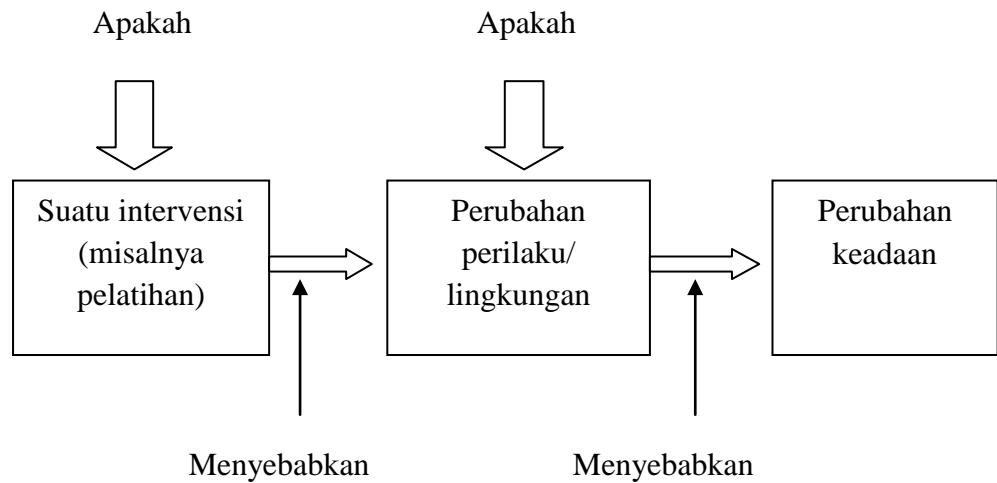 Apakah
Apakah
Suatu intervensi
(misalnya
pelatihan)
Perubahan
perilaku/
lingkungan
Perubahan
keadaan
Menyebabkan
Menyebabkan